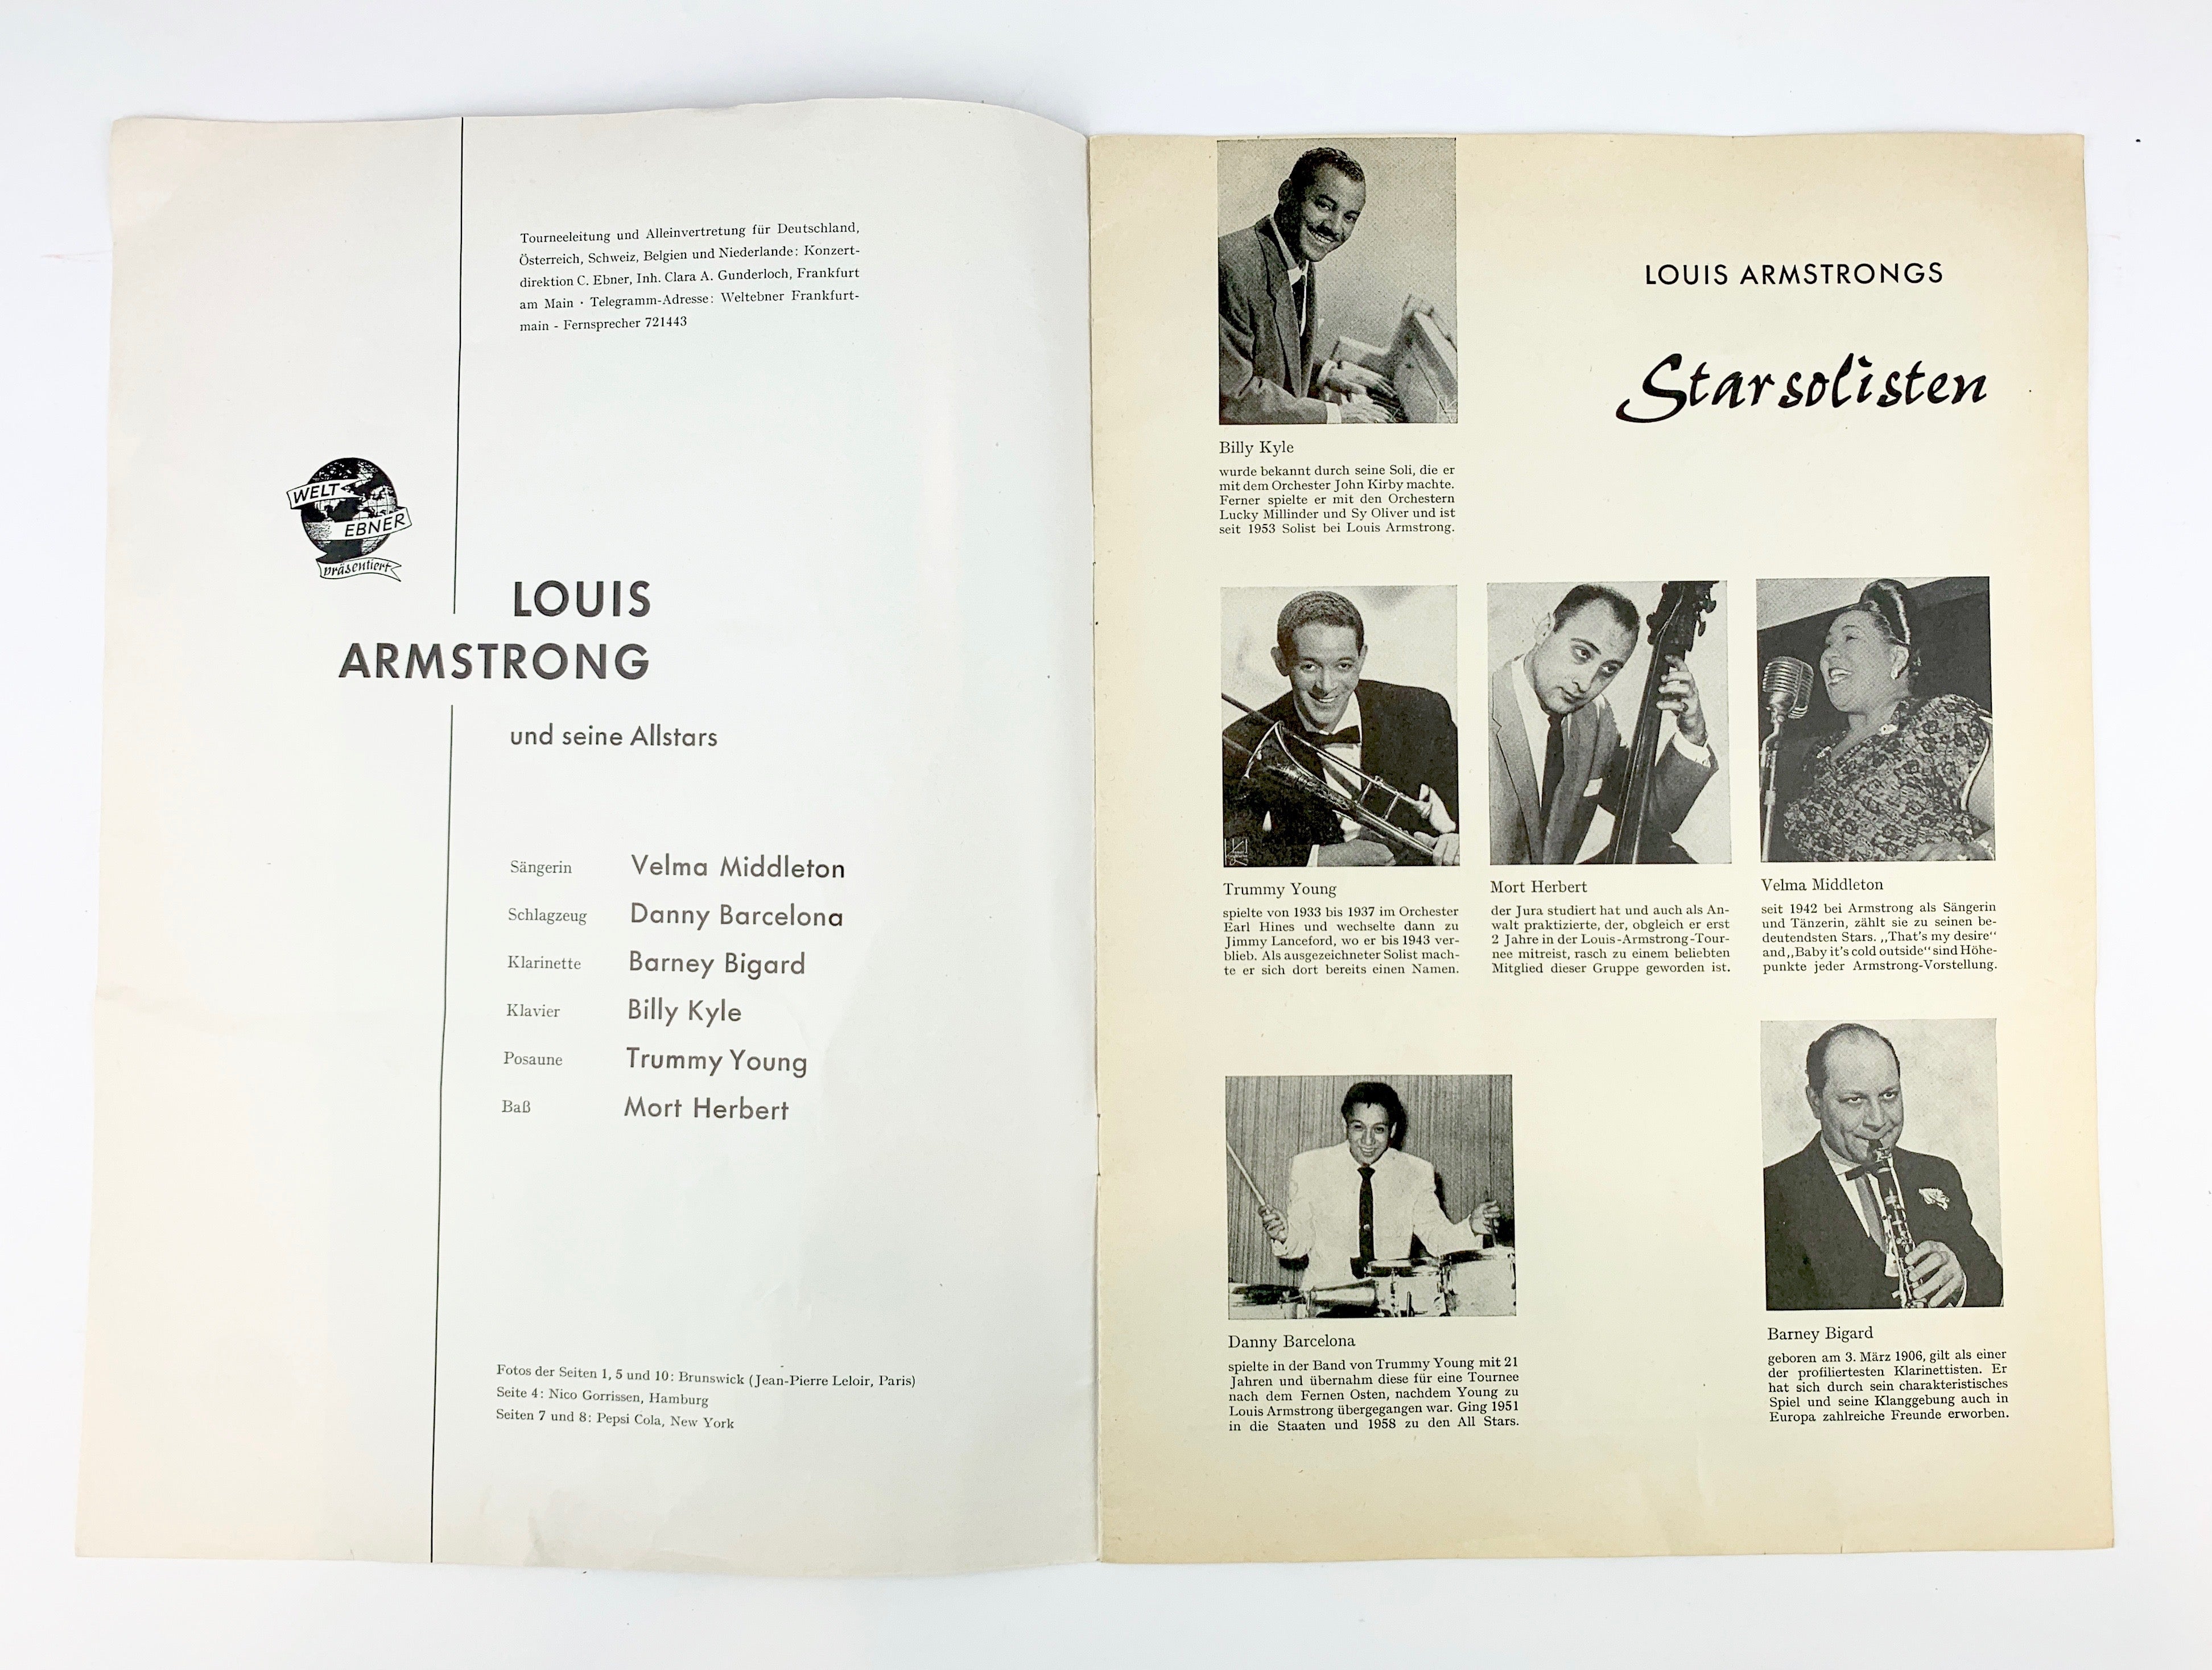 Tourneeleitung und Alleinvertretung für Deutschland,
Österreich, Schweiz, Belgien und Niederlande: Konzert-
direktion C. Ebner, Inh. Clara A. Gunderloch, Frankfurt
am Main · Telegramm-Adresse: Weltebner Frankfurt-
main - Fernsprecher 721443
WELT
EBNER
präsentiert
LOUIS
ARMSTRONG
und seine Allstars
Sängerin Velma Middleton
Schlagzeug Danny Barcelona
Klarinette Barney Bigard
Klavier Billy Kyle
Posaune Trummy Young
Baß Mort Herbert
Fotos der Seiten 1, 5 und 10: Brunswick (Jean-Pierre Leloir, Paris)
Seite 4: Nico Gorrissen, Hamburg
Seiten 7 und 8: Pepsi Cola, New York
LOUIS ARMSTRONGS
Starsolisten
Billy Kyle
wurde bekannt durch seine Soli, die er
mit dem Orchester John Kirby machte.
Ferner spielte er mit den Orchestern
Lucky Millinder und Sy Oliver und ist
seit 1953 Solist bei Louis Armstrong.
Trummy Young
spielte von 1933 bis 1937 im Orchester
Earl Hines und wechselte dann zu
Jimmy Lanceford, wo er bis 1943 ver-
blieb. Als ausgezeichneter Solist mach-
te er sich dort bereits einen Namen.
Mort Herbert
der Jura studiert hat und auch als An-
walt praktizierte, der, obgleich er erst
2 Jahre in der Louis-Armstrong-Tour-
nee mitreist, rasch zu einem beliebten
Mitglied dieser Gruppe geworden ist.
Velma Middleton
seit 1942 bei Armstrong als Sängerin
und Tänzerin, zählt sie zu seinen be-
deutendsten Stars. „That's my desire“
and „Baby it's cold outside“ sind Höhe-
punkte jeder Armstrong-Vorstellung.
Danny Barcelona
spielte in der Band von Trummy Young mit 21
Jahren und übernahm diese für eine Tournee
nach dem Fernen Osten, nachdem Young zu
Louis Armstrong übergegangen war. Ging 1951
in die Staaten und 1958 zu den All Stars.
Barney Bigard
geboren am 3. März 1906, gilt als einer
der profiliertesten Klarinettisten. Er
hat sich durch sein charakteristisches
Spiel und seine Klanggebung auch in
Europa zahlreiche Freunde erworben.